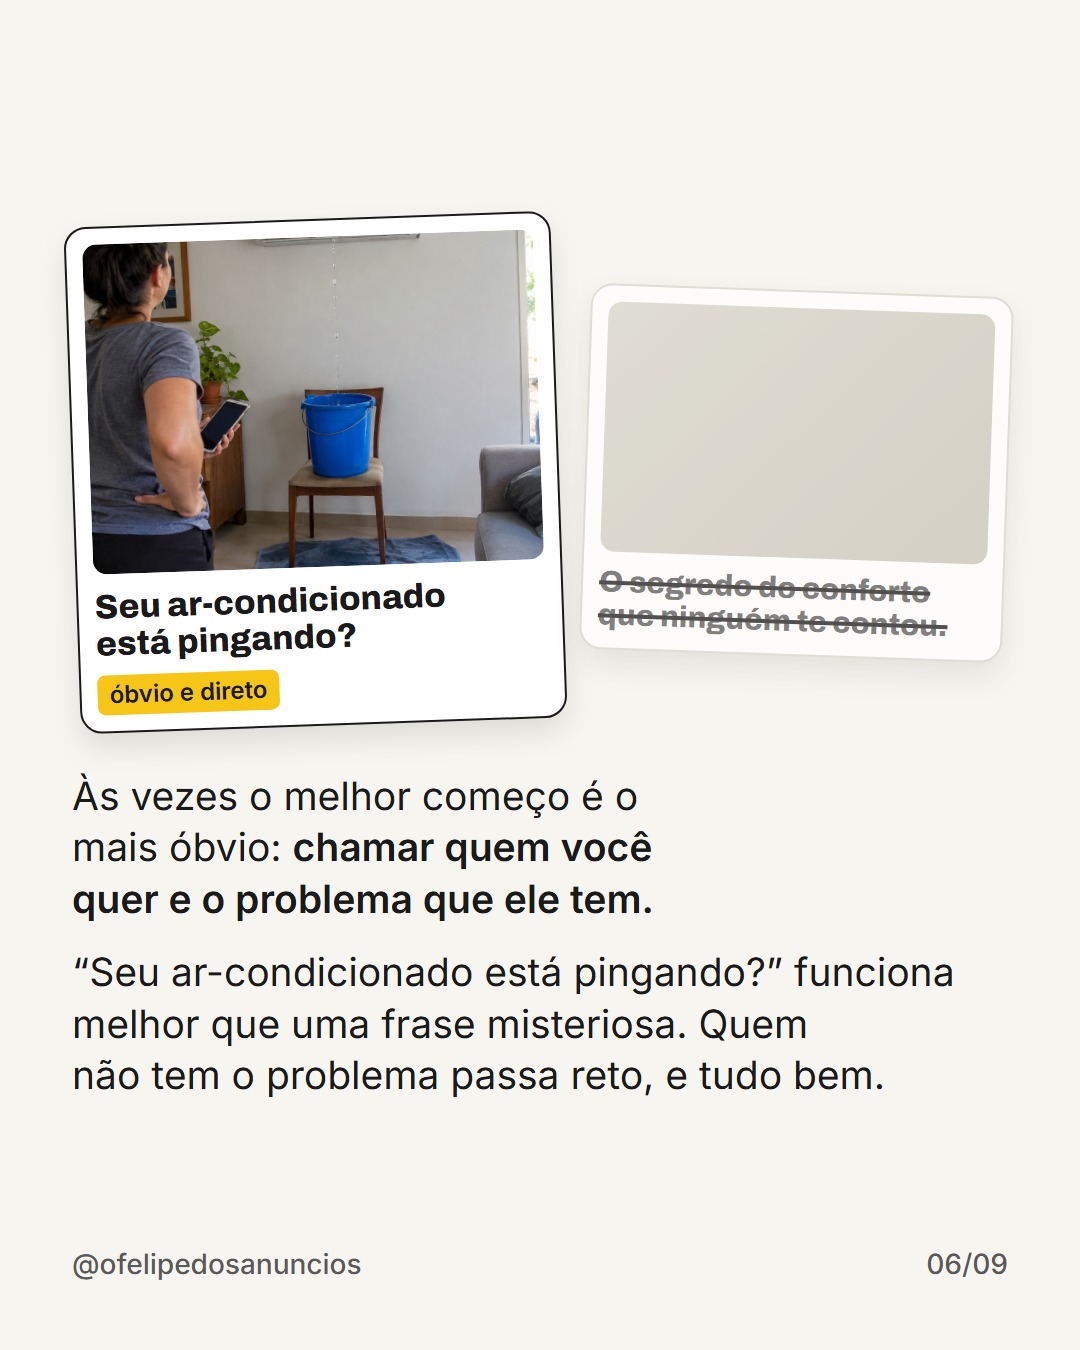 Seu ar-condicionado
está pingando?
óbvio e direto
O segredo do conforto
que ninguém te contou.
Às vezes o melhor começo é o
mais óbvio: chamar quem você
quer e o problema que ele tem.
“Seu ar-condicionado está pingando?” funciona
melhor que uma frase misteriosa. Quem
não tem o problema passa reto, e tudo bem.
@ofelipedosanuncios
06/09